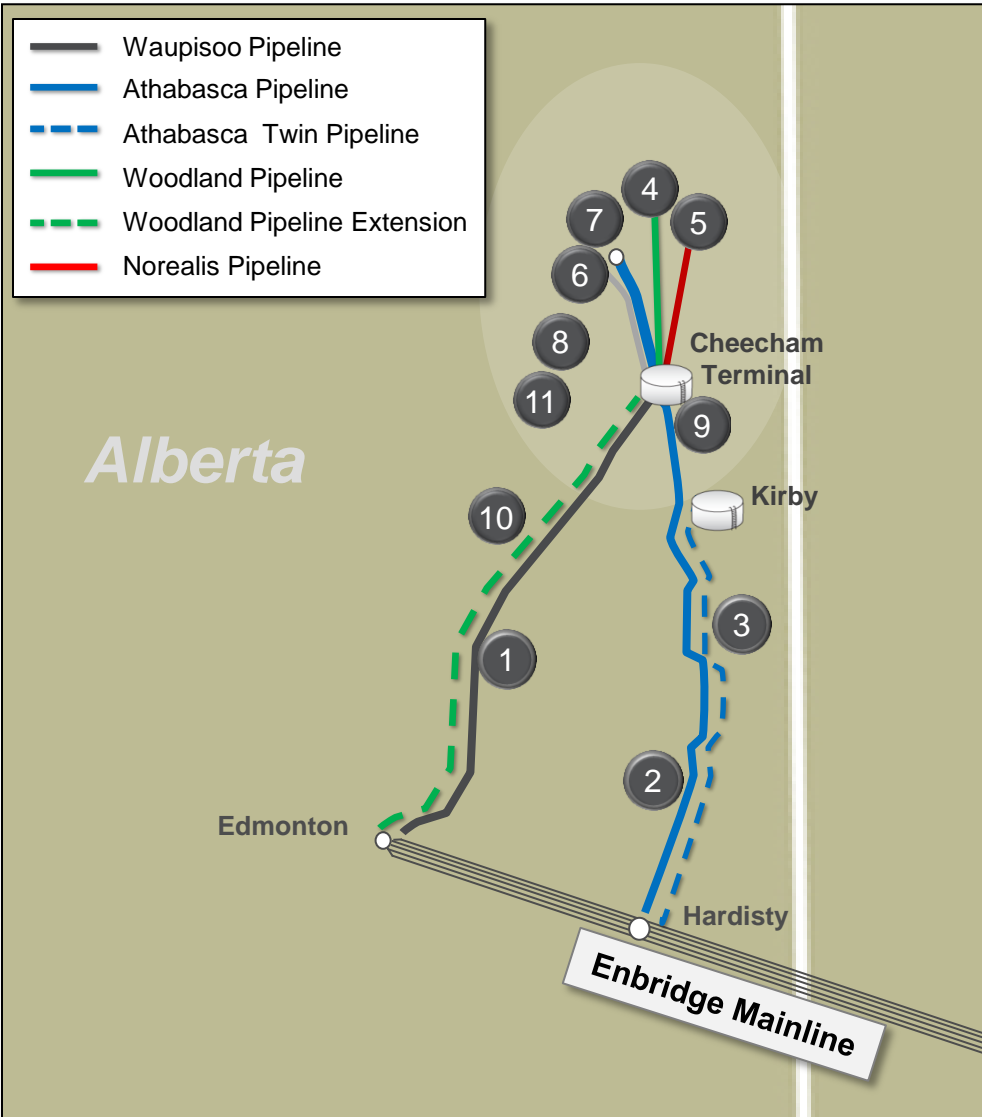 Waupisoo Pipeline
Athabasca Pipeline
Athabasca Twin Pipeline
Woodland Pipeline
Woodland Pipeline Extension
Norealis Pipeline
4
7
5
6
8
Cheecham
Terminal
11
9
Alberta
Kirby
10
3
1
2
Edmonton
Hardisty
Enbridge Mainline